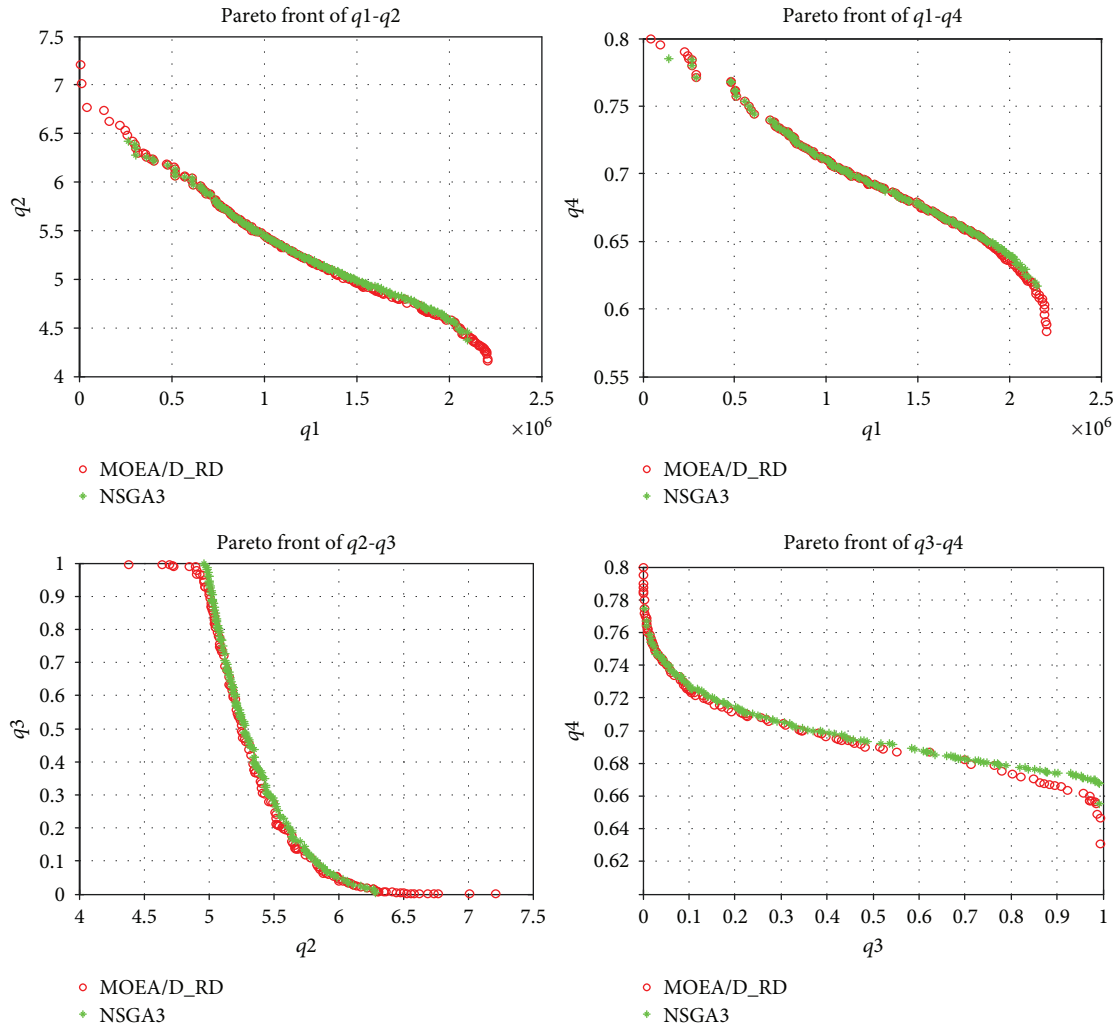 Pareto front of q1-q2
7.5
7
6.5
6
5.5
5
4.5
4
q2
0 0.5 1 1.5 2 2.5
×10⁶
q1
MOEA/D_RD
NSGA3
Pareto front of q1-q4
0.8
0.75
0.7
0.65
0.6
0.55
q4
0 0.5 1 1.5 2 2.5
×10⁶
q1
MOEA/D_RD
NSGA3
Pareto front of q2-q3
1
0.9
0.8
0.7
0.6
0.5
0.4
0.3
0.2
0.1
0
q3
4 4.5 5 5.5 6 6.5 7 7.5
q2
MOEA/D_RD
NSGA3
Pareto front of q3-q4
0.8
0.78
0.76
0.74
0.72
0.7
0.68
0.66
0.64
0.62
q4
0 0.1 0.2 0.3 0.4 0.5 0.6 0.7 0.8 0.9 1
q3
MOEA/D_RD
NSGA3